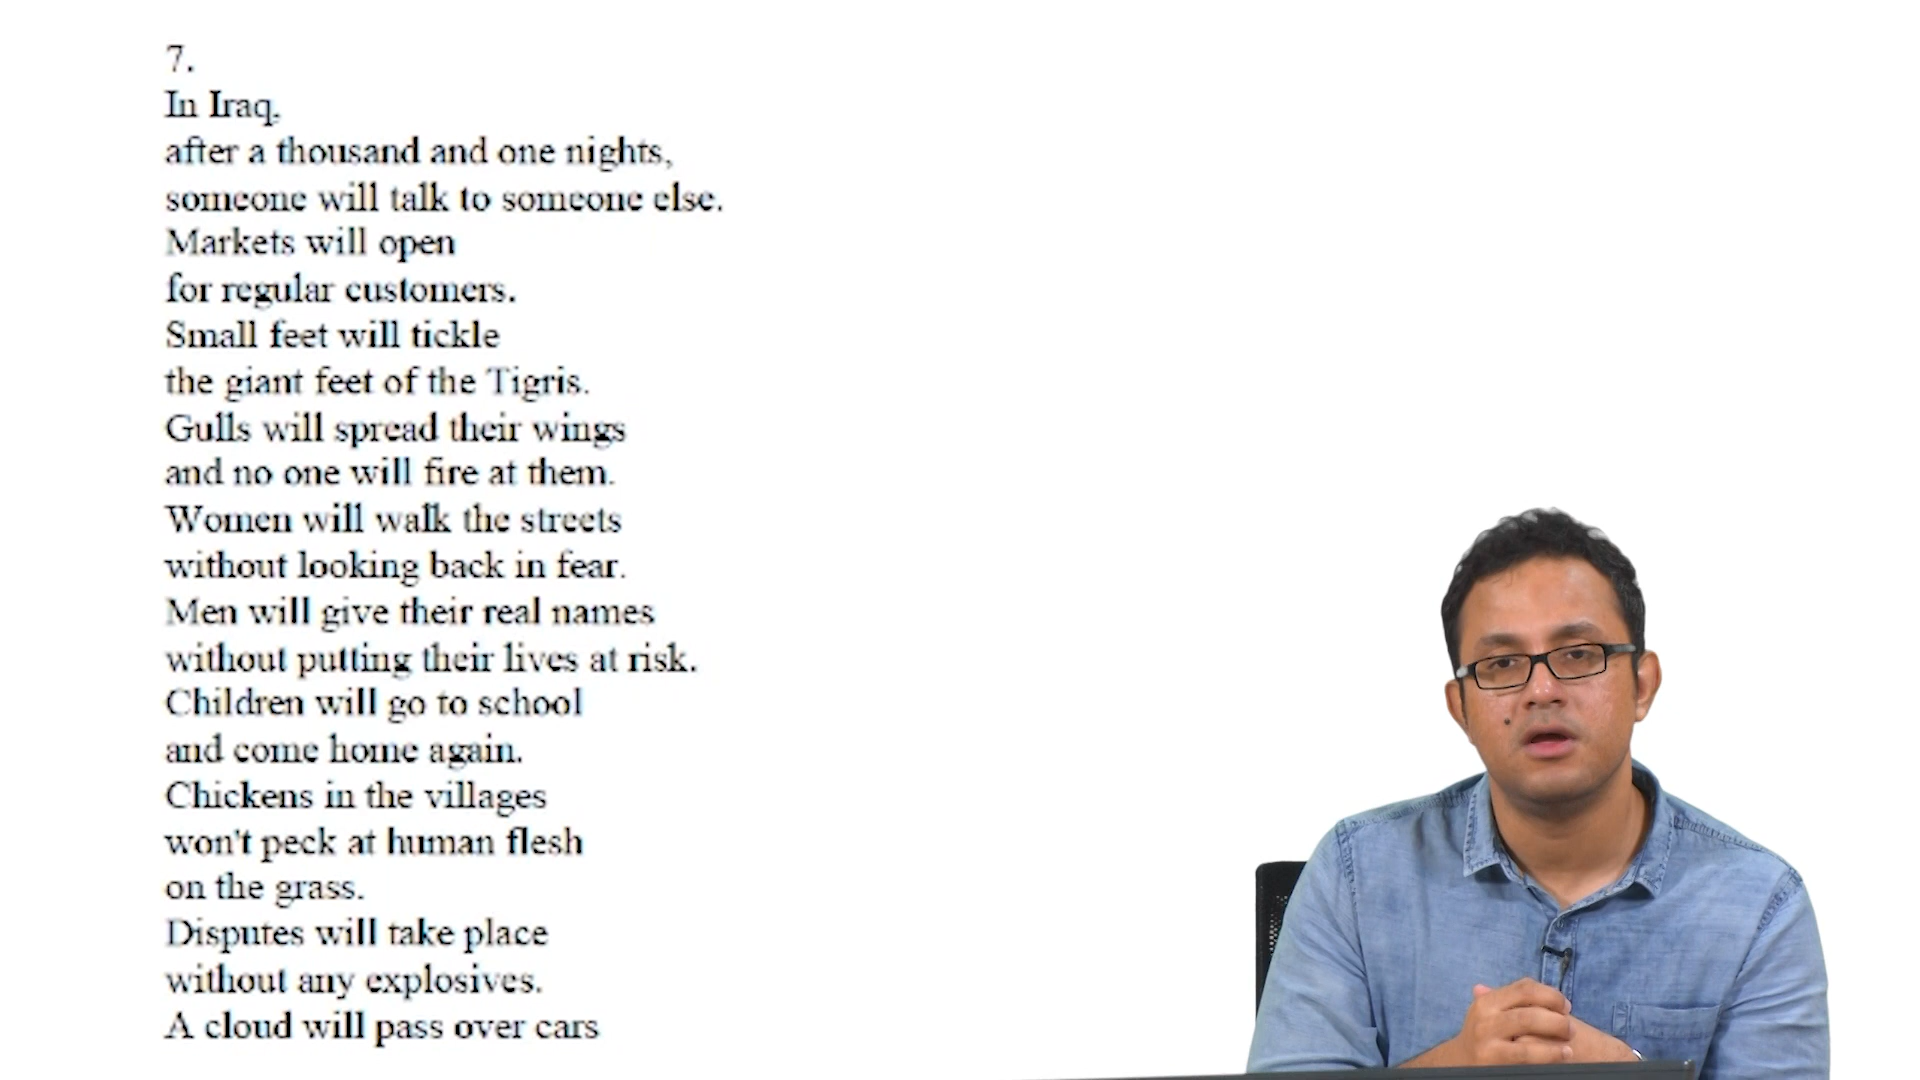 7.
In Iraq,
after a thousand and one nights,
someone will talk to someone else.
Markets will open
for regular customers.
Small feet will tickle
the giant feet of the Tigris.
Gulls will spread their wings
and no one will fire at them.
Women will walk the streets
without looking back in fear.
Men will give their real names
without putting their lives at risk.
Children will go to school
and come home again.
Chickens in the villages
won't peck at human flesh
on the grass.
Disputes will take place
without any explosives.
A cloud will pass over cars